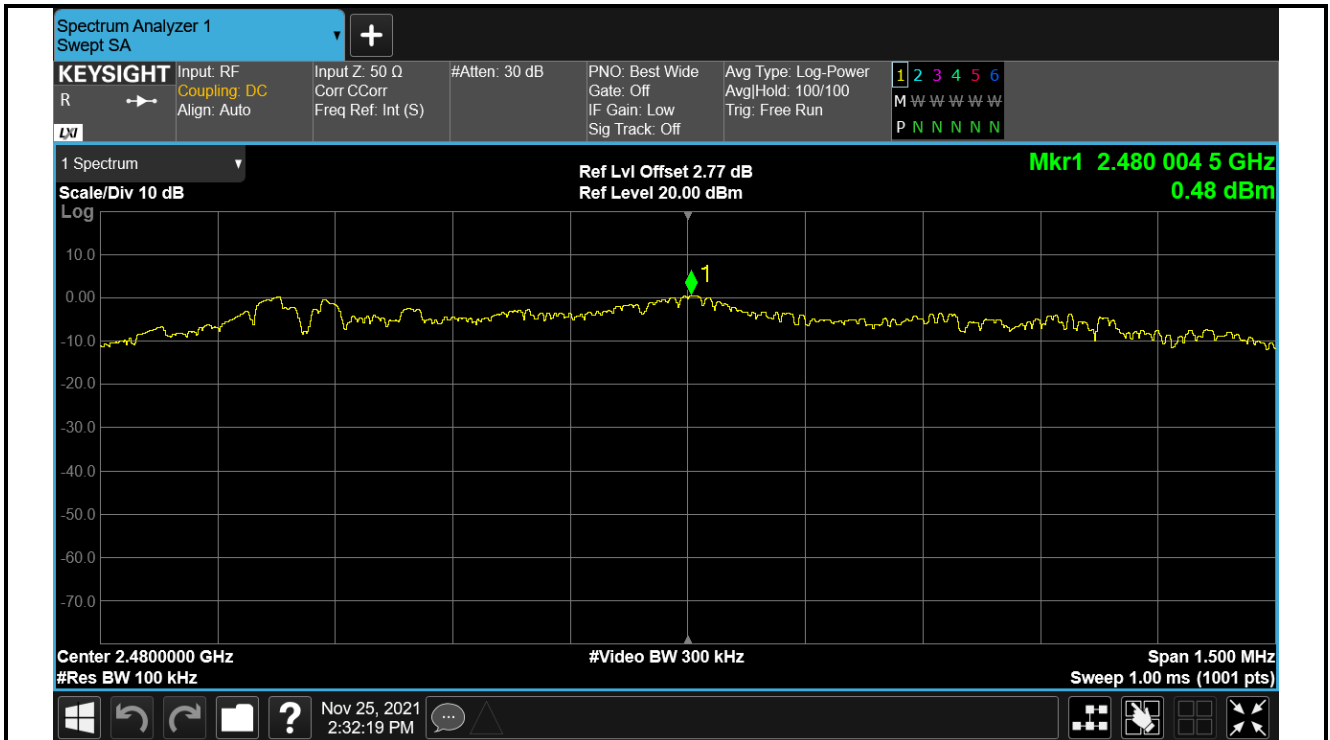 Spectrum Analyzer 1
Swept SA
+
KEYSIGHT
R
LXI
Input: RF
Coupling: DC
Align: Auto
Input Z: 50 Ω
Corr CCorr
Freq Ref: Int (S)
#Atten: 30 dB
PNO: Best Wide
Gate: Off
IF Gain: Low
Sig Track: Off
Avg Type: Log-Power
Avg|Hold: 100/100
Trig: Free Run
1 2 3 4 5 6
M W W W W W
P N N N N N
1 Spectrum
Scale/Div 10 dB
Log
Ref Lvl Offset 2.77 dB
Ref Level 20.00 dBm
Mkr1 2.480 004 5 GHz
0.48 dBm
1
10.0
0.00
-10.0
-20.0
-30.0
-40.0
-50.0
-60.0
-70.0
Center 2.4800000 GHz
#Res BW 100 kHz
#Video BW 300 kHz
Span 1.500 MHz
Sweep 1.00 ms (1001 pts)
?
Nov 25, 2021
2:32:19 PM